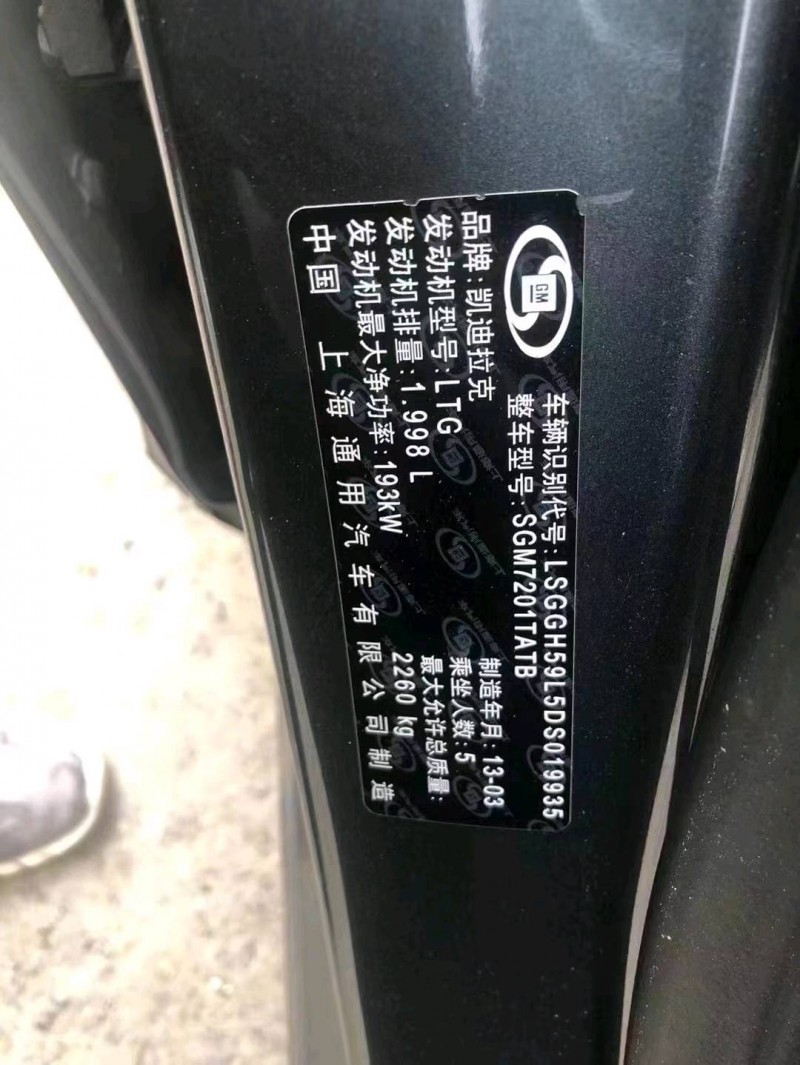 GM
车辆识别代号:LSGGH59L5DS019935
整车型号:SGM7201TATB
品牌:凯迪拉克
发动机型号:LTG
制造年月:13-03
发动机排量:1.998 L
乘坐人数:5
发动机最大净功率:193kW
最大允许总质量:
2260 kg
中国 上海通用汽车有限公司制造